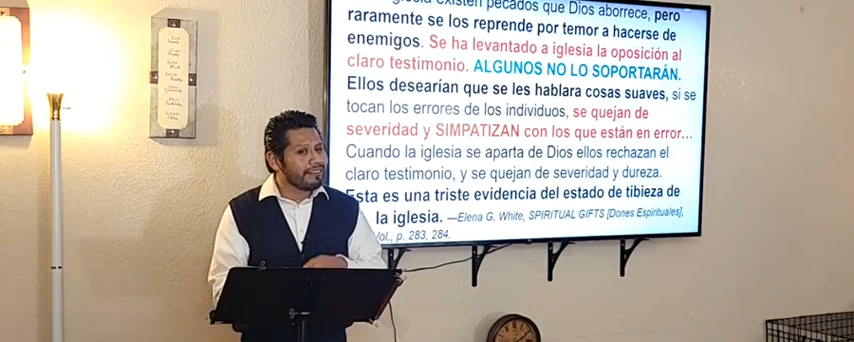 iglesia existen pecados que Dios aborrece, pero
raramente se los reprende por temor a hacerse de
enemigos. Se ha levantado a iglesia la oposición al
claro testimonio. ALGUNOS NO LO SOPORTARÁN.
Ellos desearían que se les hablara cosas suaves, si se
tocan los errores de los individuos, se quejan de
severidad y SIMPATIZAN con los que están en error...
Cuando la iglesia se aparta de Dios ellos rechazan el
claro testimonio, y se quejan de severidad y dureza.
Esta es una triste evidencia del estado de tibieza de
la iglesia. —Elena G. White, SPIRITUAL GIFTS [Dones Espirituales],
Vol., p. 283, 284.